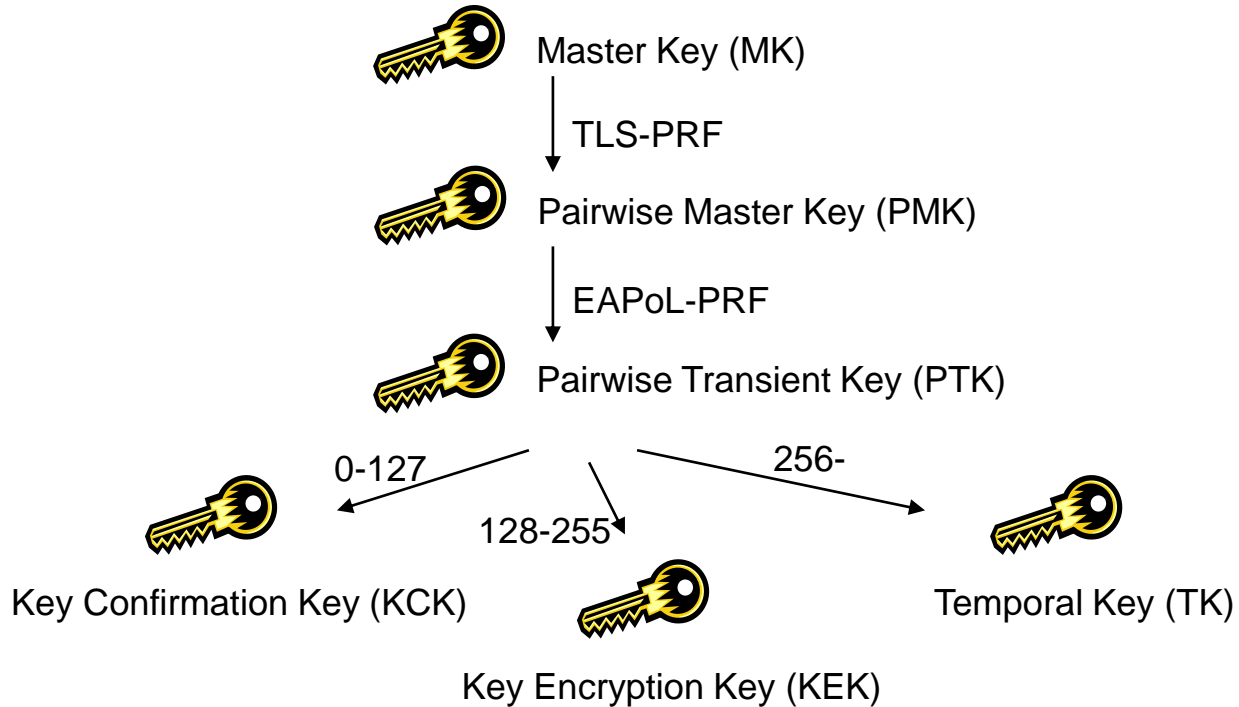 Master Key (MK)
TLS-PRF
Pairwise Master Key (PMK)
EAPoL-PRF
Pairwise Transient Key (PTK)
0-127
256-
128-255
Key Confirmation Key (KCK)
Temporal Key (TK)
Key Encryption Key (KEK)